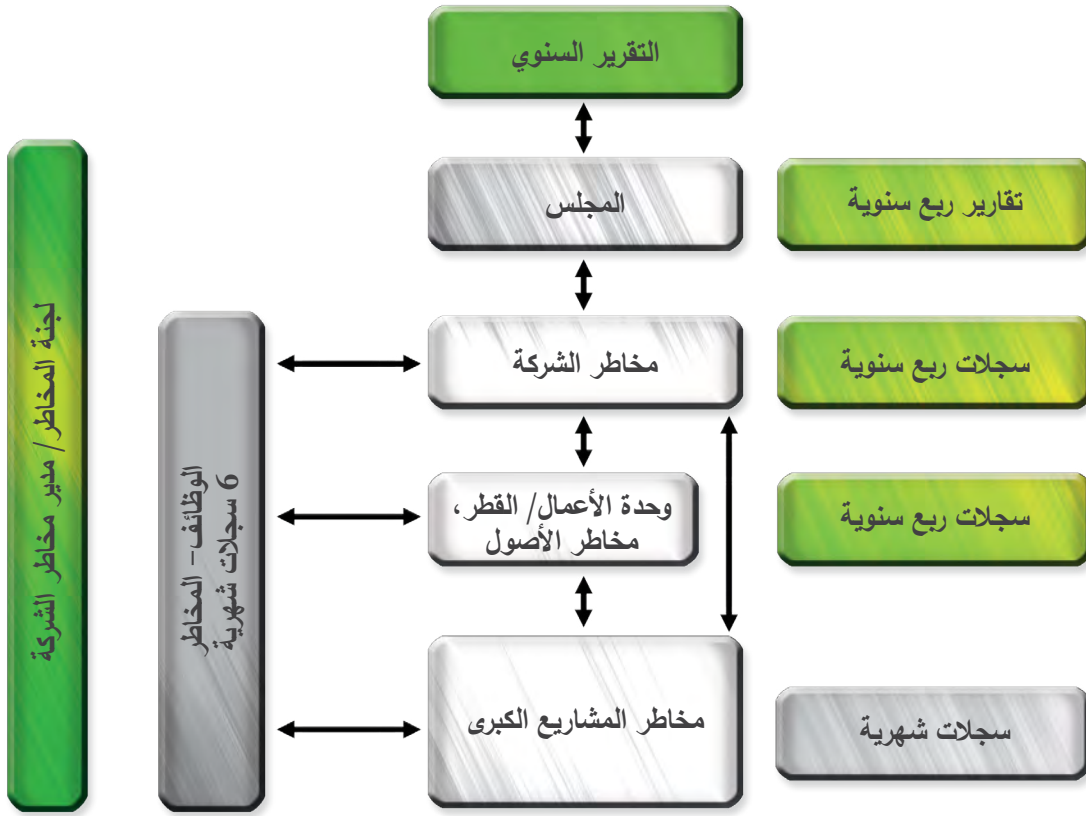 التقرير السنوي
المجلس
تقارير ربع سنوية
مخاطر الشركة
سجلات ربع سنوية
وحدة الأعمال/ القطر،
مخاطر الأصول
سجلات ربع سنوية
مخاطر المشاريع الكبرى
سجلات شهرية
الوظائف– المخاطر
6 سجلات شهرية
لجنة المخاطر/ مدير مخاطر الشركة